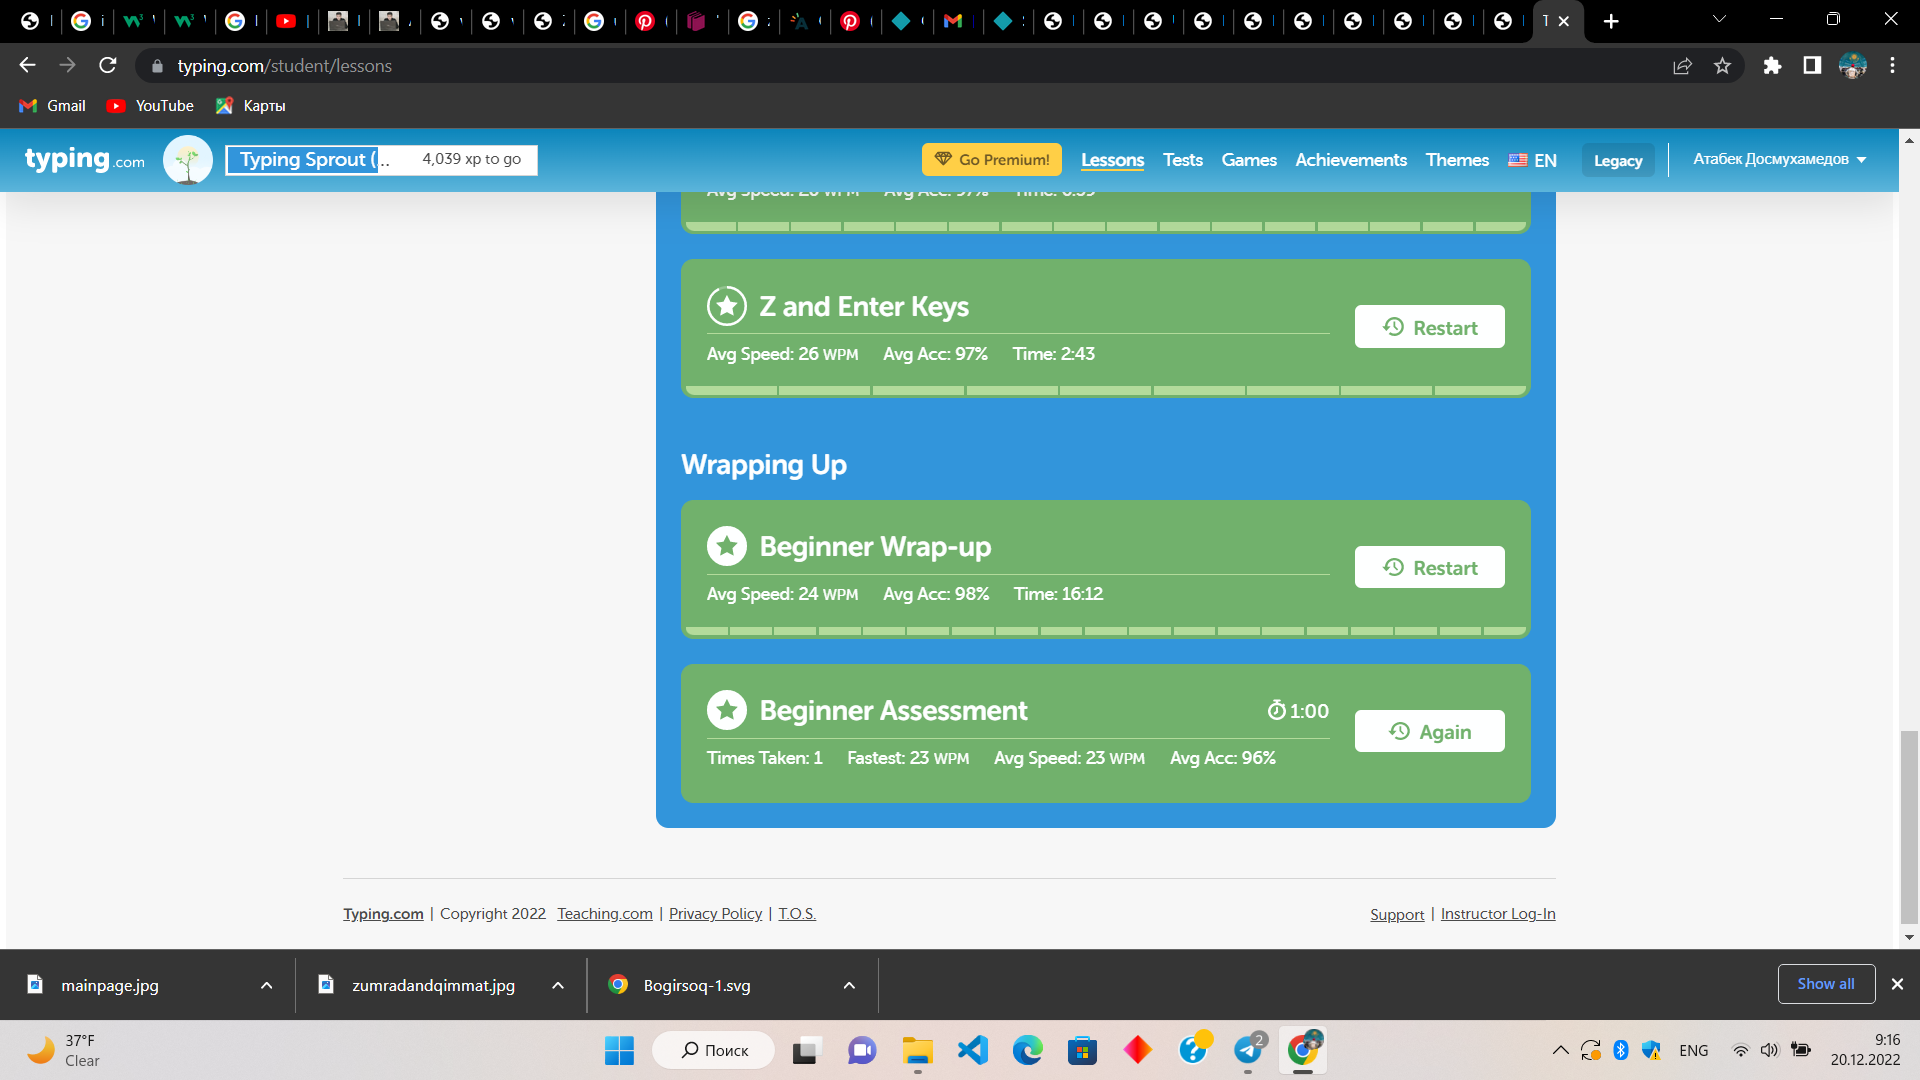 typing.com/student/lessons
Gmail YouTube Карты
typing.com Typing Sprout (... 4,039 xp to go Go Premium! Lessons Tests Games Achievements Themes EN Legacy Атабек Досмухамедов
Z and Enter Keys
Restart
Avg Speed: 26 WPM Avg Acc: 97% Time: 2:43
Wrapping Up
Beginner Wrap-up
Restart
Avg Speed: 24 WPM Avg Acc: 98% Time: 16:12
Beginner Assessment 1:00
Again
Times Taken: 1 Fastest: 23 WPM Avg Speed: 23 WPM Avg Acc: 96%
Typing.com | Copyright 2022 Teaching.com | Privacy Policy | T.O.S. Support | Instructor Log-In
mainpage.jpg zumradandqimmat.jpg Bogirsoq-1.svg Show all
37°F
Clear
Поиск
2
ENG
9:16
20.12.2022